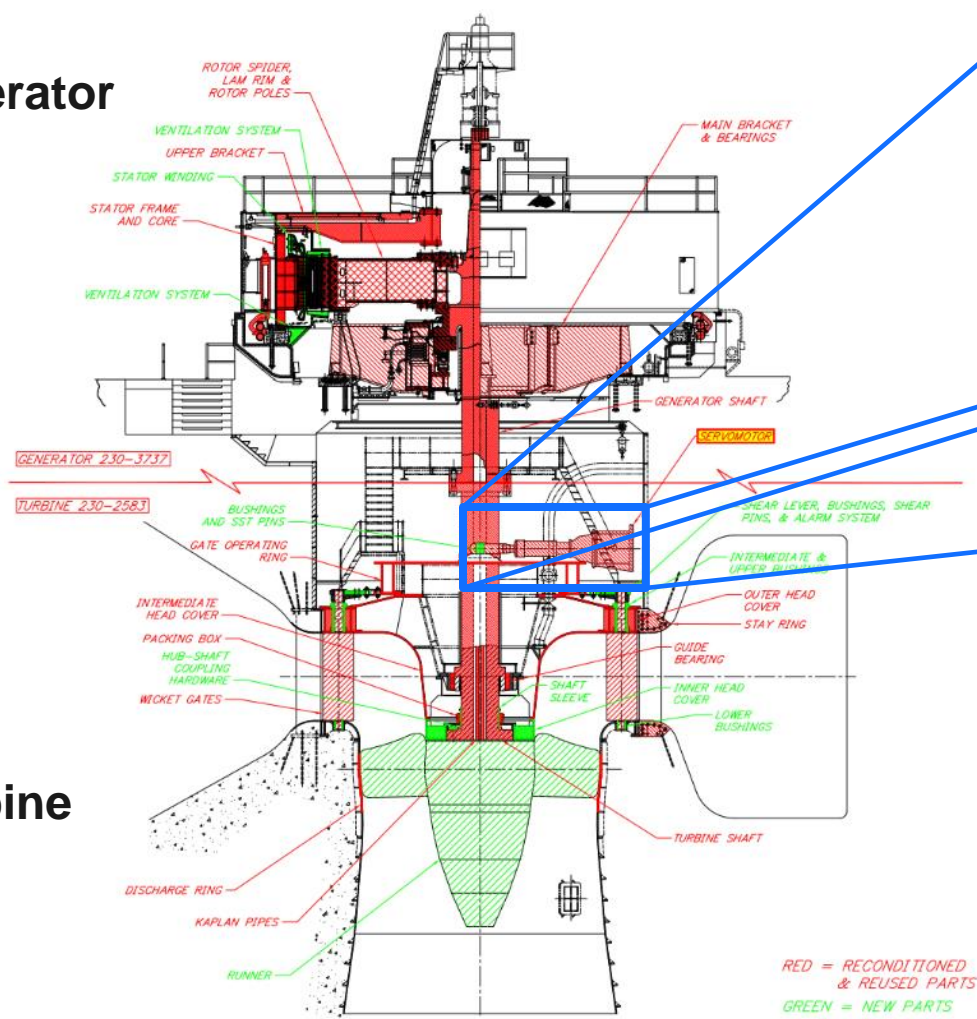 erator
ROTOR SPIDER,
LAM RIM &
ROTOR POLES
VENTILATION SYSTEM
UPPER BRACKET
STATOR WINDING
STATOR FRAME
AND CORE
VENTILATION SYSTEM
MAIN BRACKET
& BEARINGS
GENERATOR SHAFT
SERVOMOTOR
GENERATOR 230-3737
TURBINE 230-2583
BUSHINGS
AND SST PINS
GATE OPERATING
RING
INTERMEDIATE
HEAD COVER
PACKING BOX
HUB-SHAFT
COUPLING
HARDWARE
WICKET GATES
SHEAR LEVER, BUSHINGS, SHEAR
PINS, & ALARM SYSTEM
INTERMEDIATE &
UPPER BUSHINGS
OUTER HEAD
COVER
STAY RING
GUIDE
BEARING
SHAFT
SLEEVE
INNER HEAD
COVER
LOWER
BUSHINGS
bine
TURBINE SHAFT
DISCHARGE RING
KAPLAN PIPES
RUNNER
RED = RECONDITIONED
& REUSED PARTS
GREEN = NEW PARTS